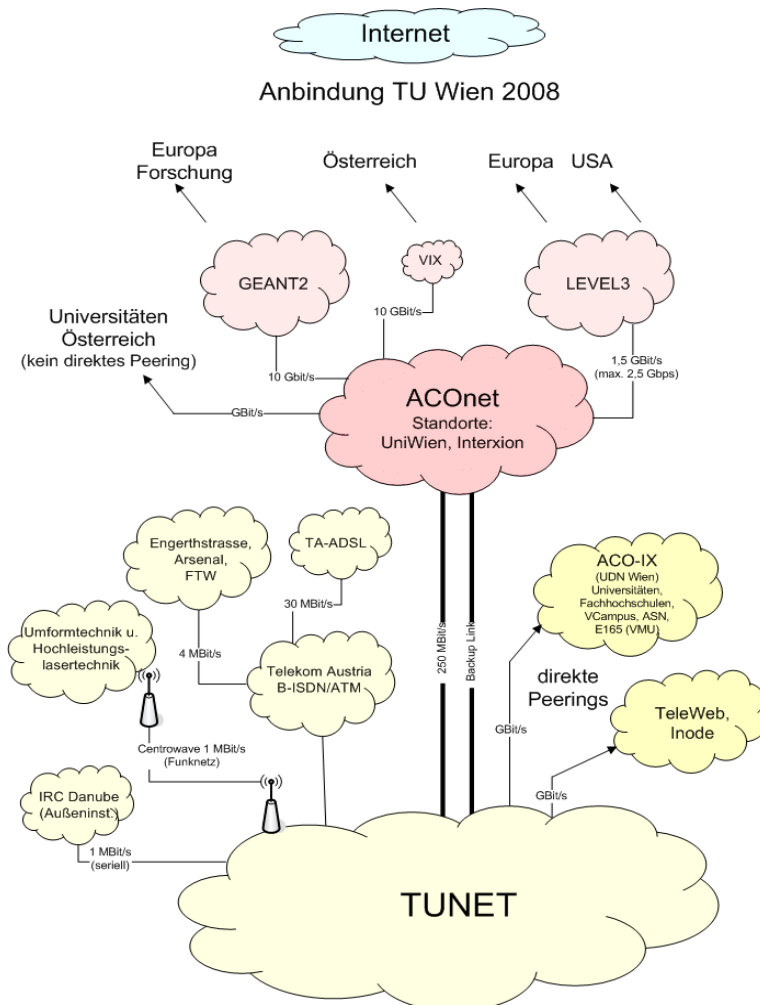 Internet
Anbindung TU Wien 2008
Europa
Forschung
Österreich
Europa USA
GEANT2
VIX
LEVEL3
Universitäten
Österreich
(kein direktes Peering)
10 GBit/s
10 Gbit/s
1,5 GBit/s
(max. 2,5 Gbps)
GBit/s
ACOnet
Standorte:
UniWien, Interxion
Engerthstrasse,
Arsenal,
FTW
TA-ADSL
ACO-IX
(UDN Wien)
Universitäten,
Fachhochschulen,
VCampus, ASN,
E165 (VMU)
30 MBit/s
Umformtechnik u.
Hochleistungs-
lasertechnik
4 MBit/s
Telekom Austria
B-ISDN/ATM
250 MBit/s
Backup Link
direkte
Peerings
TeleWeb,
Inode
GBit/s
Centrowave 1 MBit/s
(Funknetz)
GBit/s
IRC Danube
(Außeninst.)
1 MBit/s
(seriell)
TUNET